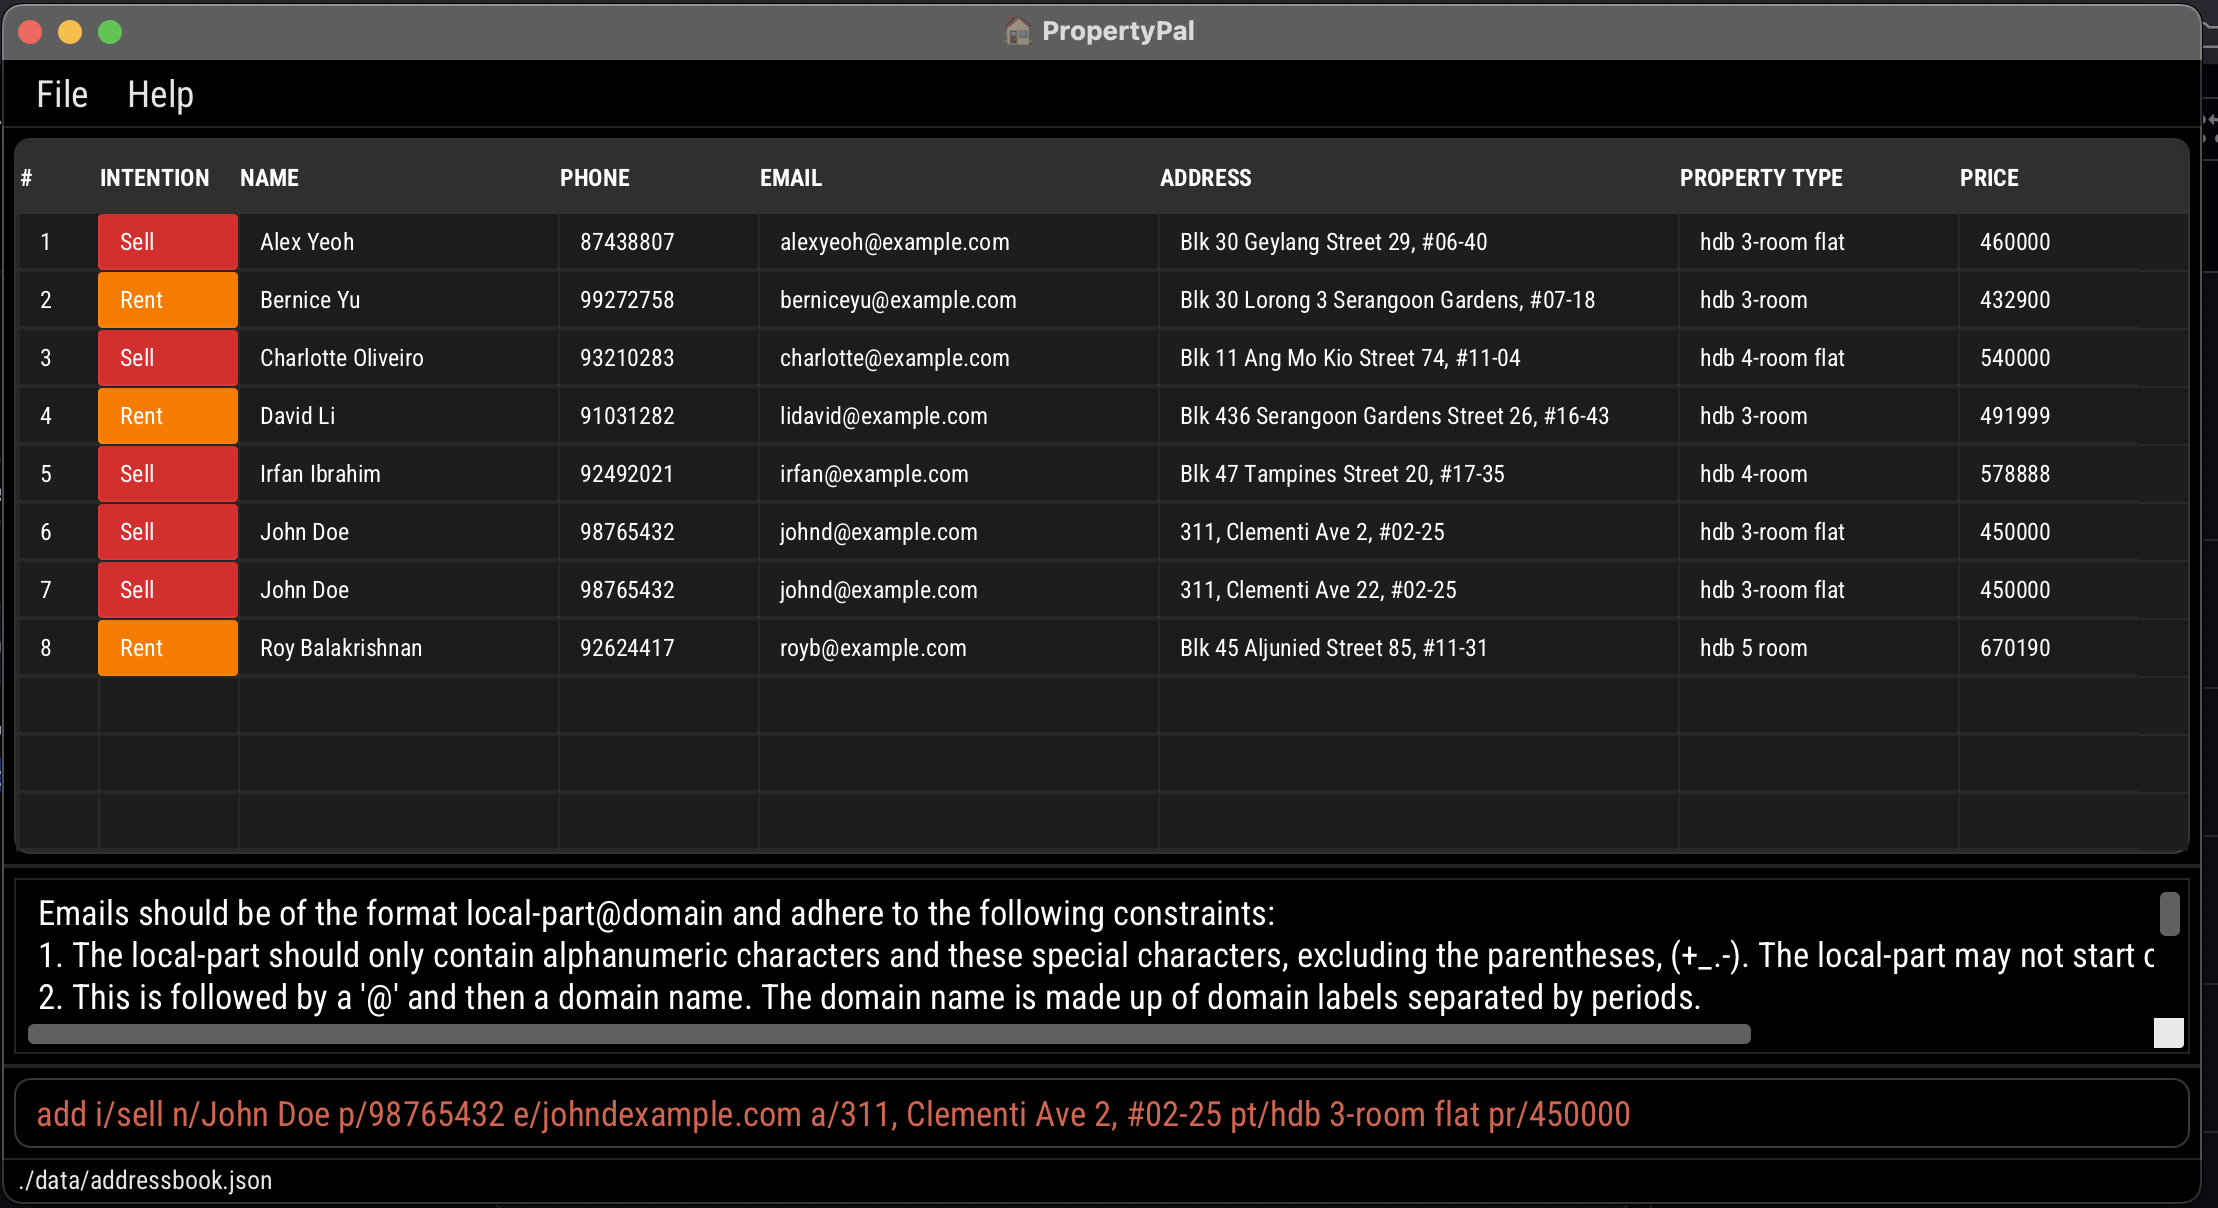 PropertyPal
File Help
# INTENTION NAME PHONE EMAIL ADDRESS PROPERTY TYPE PRICE
1 Sell Alex Yeoh 87438807 alexyeoh@example.com Blk 30 Geylang Street 29, #06-40 hdb 3-room flat 460000
2 Rent Bernice Yu 99272758 berniceyu@example.com Blk 30 Lorong 3 Serangoon Gardens, #07-18 hdb 3-room 432900
3 Sell Charlotte Oliveiro 93210283 charlotte@example.com Blk 11 Ang Mo Kio Street 74, #11-04 hdb 4-room flat 540000
4 Rent David Li 91031282 lidavid@example.com Blk 436 Serangoon Gardens Street 26, #16-43 hdb 3-room 491999
5 Sell Irfan Ibrahim 92492021 irfan@example.com Blk 47 Tampines Street 20, #17-35 hdb 4-room 578888
6 Sell John Doe 98765432 johnd@example.com 311, Clementi Ave 2, #02-25 hdb 3-room flat 450000
7 Sell John Doe 98765432 johnd@example.com 311, Clementi Ave 22, #02-25 hdb 3-room flat 450000
8 Rent Roy Balakrishnan 92624417 royb@example.com Blk 45 Aljunied Street 85, #11-31 hdb 5 room 670190
Emails should be of the format local-part@domain and adhere to the following constraints:
1. The local-part should only contain alphanumeric characters and these special characters, excluding the parentheses, (+_.-). The local-part may not start
2. This is followed by a '@' and then a domain name. The domain name is made up of domain labels separated by periods.
add i/sell n/John Doe p/98765432 e/johndexample.com a/311, Clementi Ave 2, #02-25 pt/hdb 3-room flat pr/450000
./data/addressbook.json